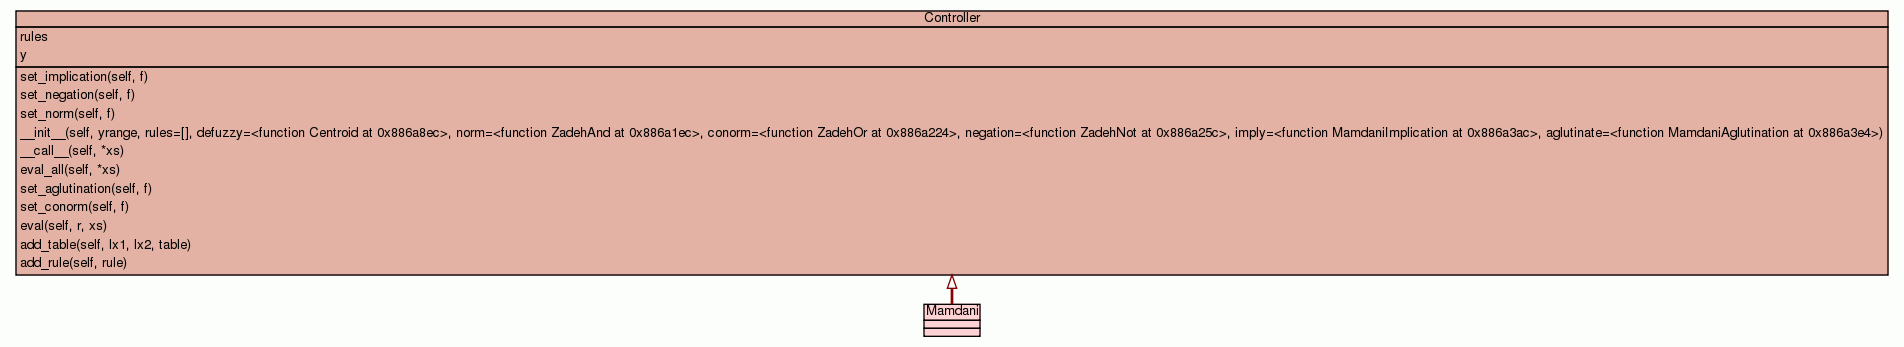 Controller
rules
y
set_implication(self, f)
set_negation(self, f)
set_norm(self, f)
__init__(self, yrange, rules=[], defuzzy=<function Centroid at 0x886a8ec>, norm=<function ZadehAnd at 0x886a1ec>, conorm=<function ZadehOr at 0x886a224>, negation=<function ZadehNot at 0x886a25c>, imply=<function MamdaniImplication at 0x886a3ac>, aglutinate=<function MamdaniAglutination at 0x886a3e4>)
__call__(self, *xs)
eval_all(self, *xs)
set_aglutination(self, f)
set_conorm(self, f)
eval(self, r, xs)
add_table(self, lx1, lx2, table)
add_rule(self, rule)
Mamdani